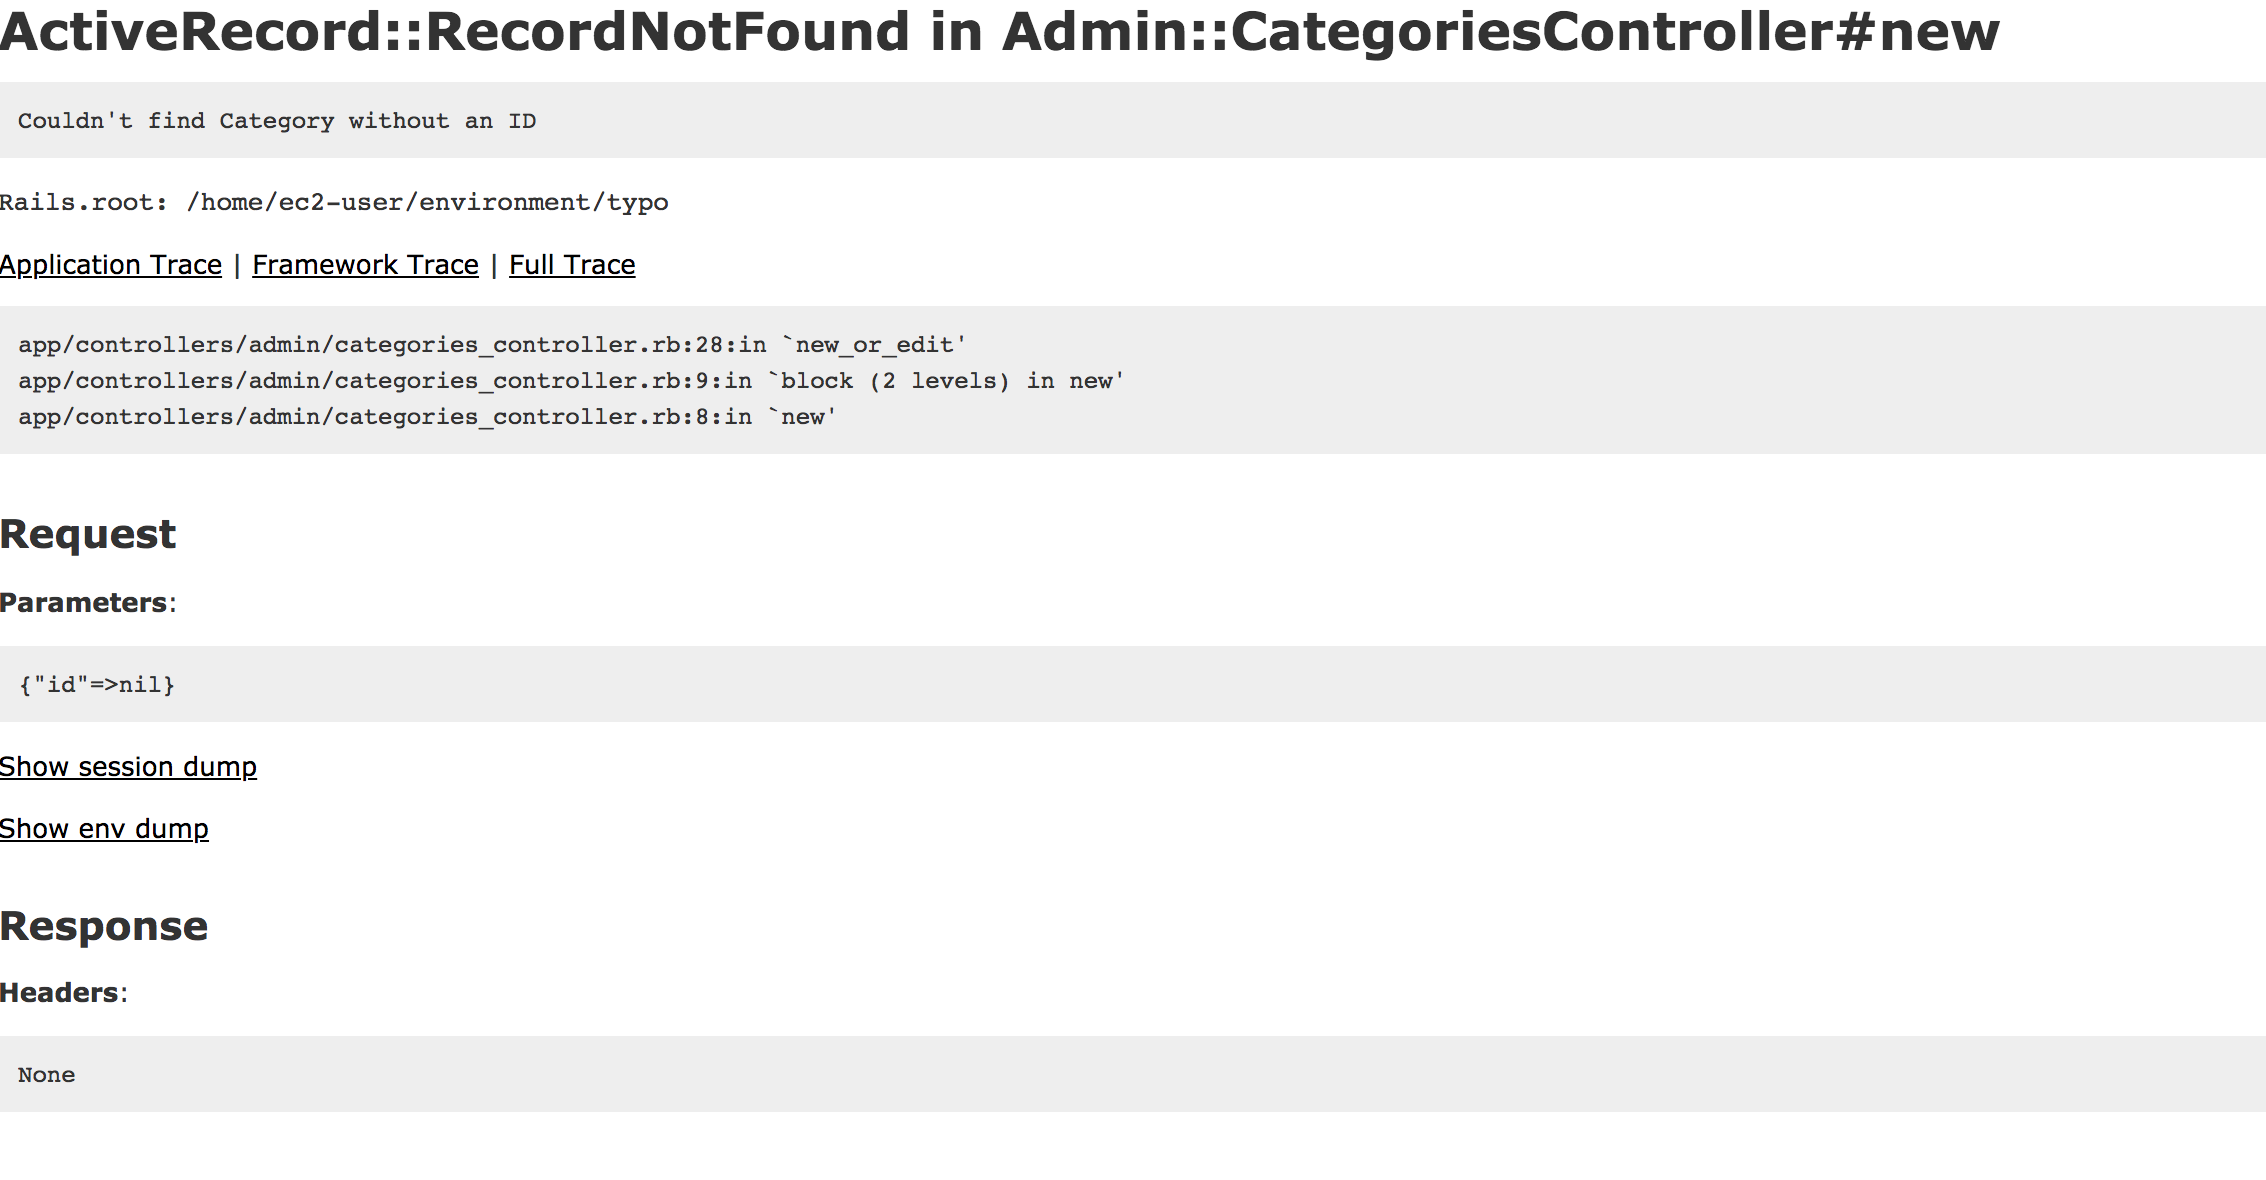 ActiveRecord::RecordNotFound in Admin::CategoriesController#new
Couldn't find Category without an ID
Rails.root: /home/ec2-user/environment/typo
Application Trace | Framework Trace | Full Trace
app/controllers/admin/categories_controller.rb:28:in `new_or_edit'
app/controllers/admin/categories_controller.rb:9:in `block (2 levels) in new'
app/controllers/admin/categories_controller.rb:8:in `new'
Request
Parameters:
{"id"=>nil}
Show session dump
Show env dump
Response
Headers:
None